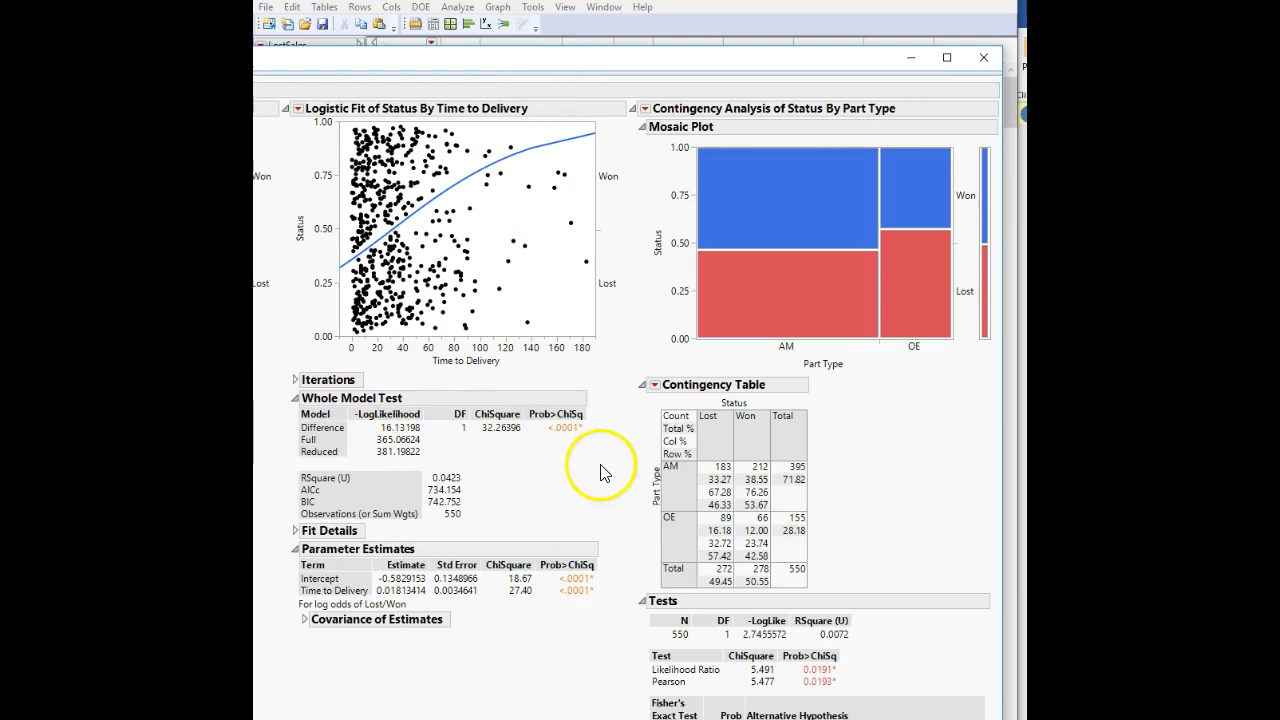 File Edit Tables Rows Cols DOE Analyze Graph Tools View Window Help
LostSales
Logistic Fit of Status By Time to Delivery
1.00
0.75
0.50
0.25
0.00
Status
Won
Won
Lost
Lost
0 20 40 60 80 100 120 140 160 180
Time to Delivery
Iterations
Whole Model Test
Model -LogLikelihood DF ChiSquare Prob>ChiSq
Difference 16.13198 1 32.26396 <.0001*
Full 365.06624
Reduced 381.19822
RSquare (U) 0.0423
AICc 734.154
BIC 742.752
Observations (or Sum Wgts) 550
Fit Details
Parameter Estimates
Term Estimate Std Error ChiSquare Prob>ChiSq
Intercept -0.5829153 0.1348966 18.67 <.0001*
Time to Delivery 0.01813414 0.0034641 27.40 <.0001*
For log odds of Lost/Won
Covariance of Estimates
Contingency Analysis of Status By Part Type
Mosaic Plot
1.00
0.75
0.50
0.25
0.00
Status
Won
Lost
AM OE
Part Type
Contingency Table
Status
Count Lost Won Total
Total %
Col %
Row %
Part Type
AM 183 212 395
33.27 38.55 71.82
67.28 76.26
46.33 53.67
OE 89 66 155
16.18 12.00 28.18
32.72 23.74
57.42 42.58
Total 272 278 550
49.45 50.55
Tests
N DF -LogLike RSquare (U)
550 1 2.7455572 0.0072
Test ChiSquare Prob>ChiSq
Likelihood Ratio 5.491 0.0191*
Pearson 5.477 0.0193*
Fisher's
Exact Test Prob Alternative Hypothesis